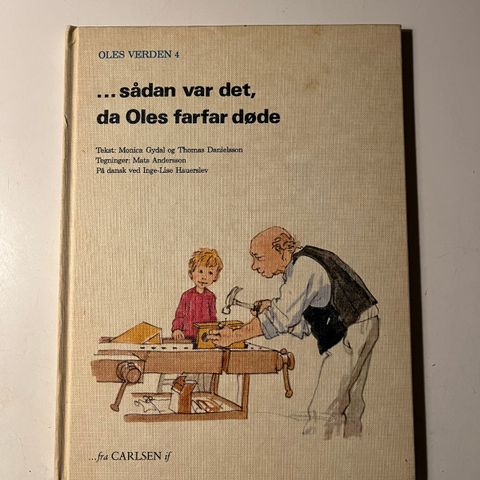 OLES VERDEN 4
...sådan var det,
da Oles farfar døde
Tekst: Monica Gydal og Thomas Danielsson
Tegninger: Mats Andersson
På dansk ved Inge-Lise Hauerslev
...fra CARLSEN if